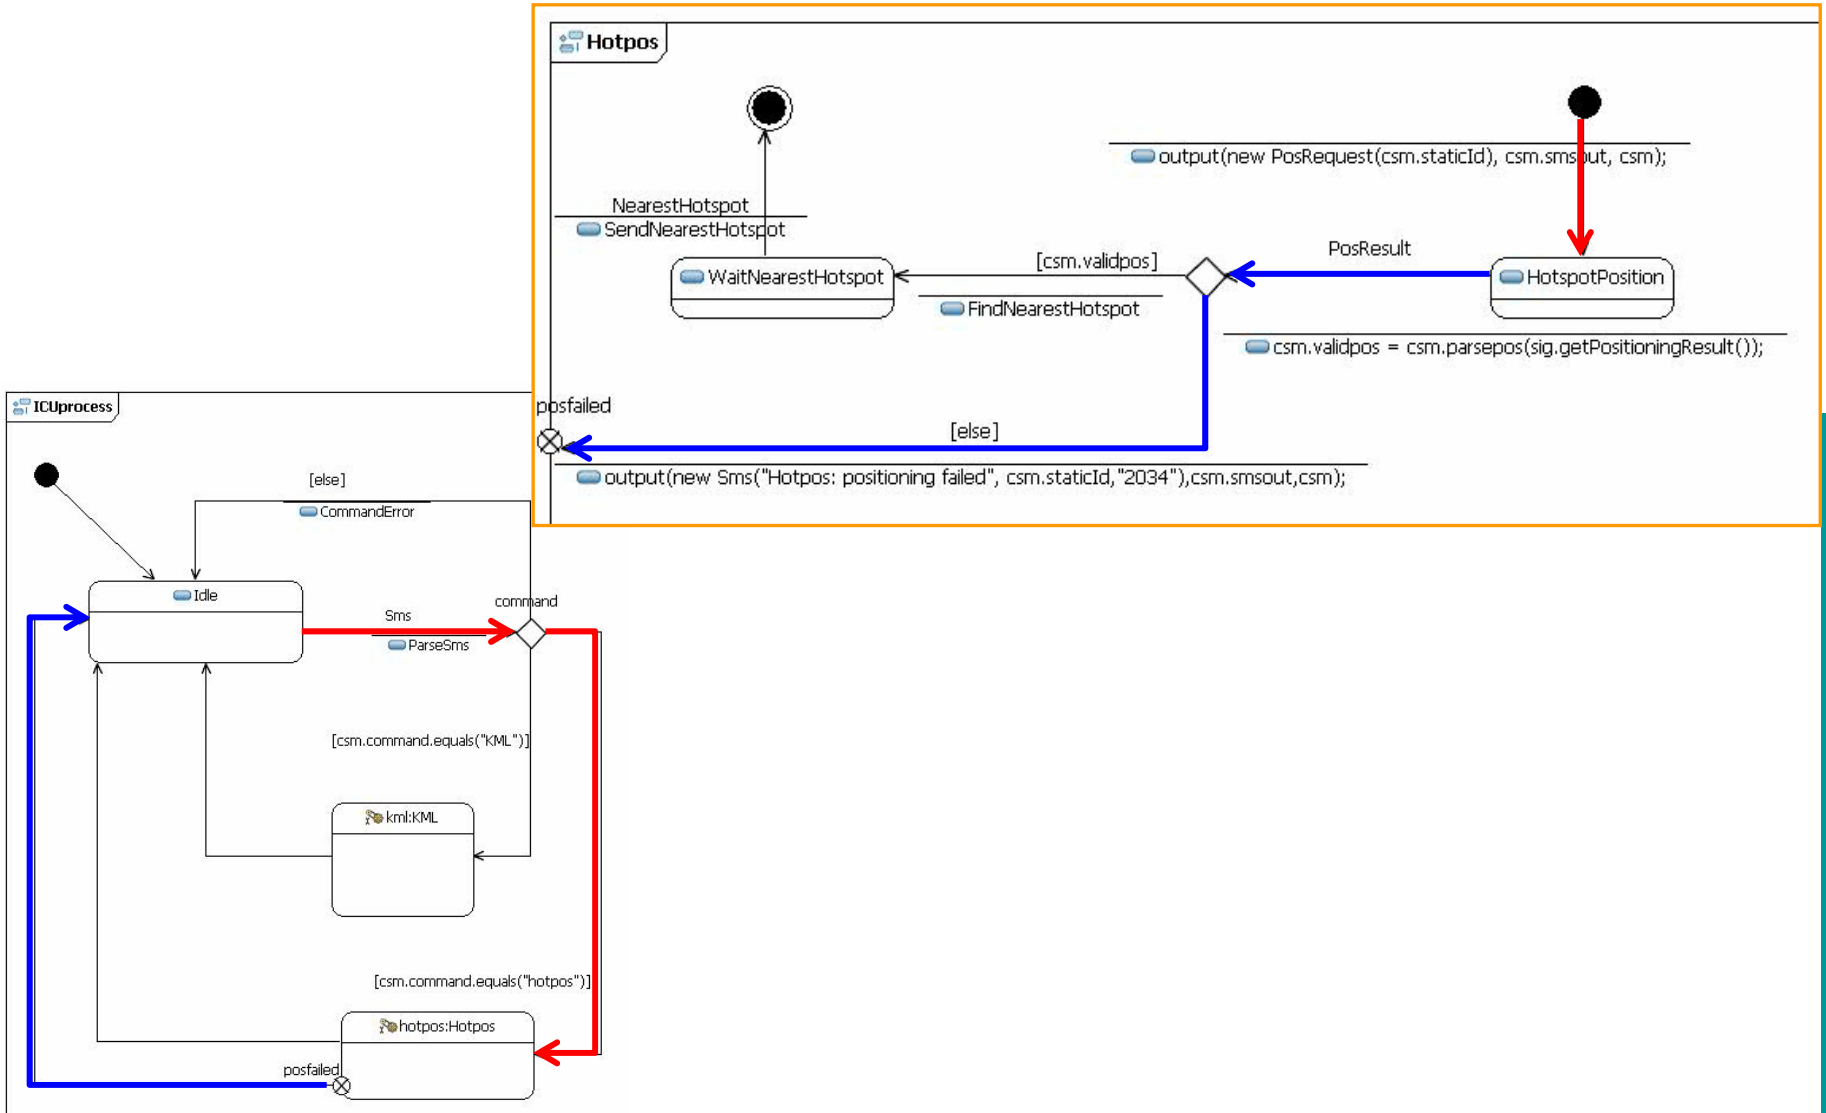 Hotpos
output(new PosRequest(csm.staticId), csm.smsout, csm);
NearestHotspot
SendNearestHotspot
PosResult
[csm.validpos]
WaitNearestHotspot
HotspotPosition
FindNearestHotspot
csm.validpos = csm.parsepos(sig.getPositioningResult());
posfailed
[else]
output(new Sms("Hotpos: positioning failed", csm.staticId,"2034"),csm.smsout,csm);
ICUprocess
[else]
CommandError
Idle
command
Sms
ParseSms
[csm.command.equals("KML")]
kml:KML
[csm.command.equals("hotpos")]
hotpos:Hotpos
posfailed